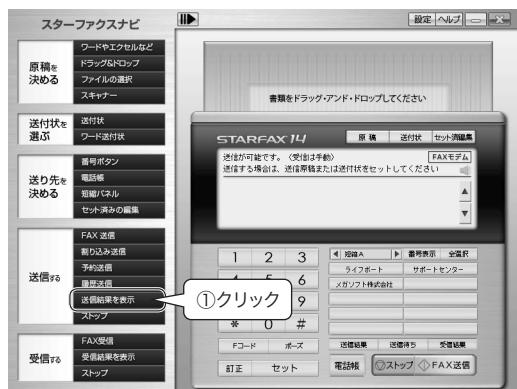 スターファクスナビ
設定 ヘルプ
原稿を
決める
ワードやエクセルなど
ドラッグ&ドロップ
ファイルの選択
スキャナー
送付状を
選ぶ
送付状
ワード送付状
送り先を
決める
番号ボタン
電話帳
短縮パネル
セット済みの編集
送信する
FAX 送信
割り込み送信
予約送信
履歴送信
送信結果を表示
ストップ
受信する
FAX受信
受信結果を表示
ストップ
①クリック
書類をドラッグ・アンド・ドロップしてください
STARFAX 14
原 稿 送付状 セット済編集
送信が可能です。〈受信は手動〉
FAXモデム
送信する場合は、送信原稿または送付状をセットしてください
1 2 3
6
9
* 0 #
Fコード ポーズ
訂正 セット
短縮A 番号表示 全選択
ライフボート サポートセンター
メガソフト株式会社
送信結果 送信待ち 受信結果
電話帳 ストップ FAX送信